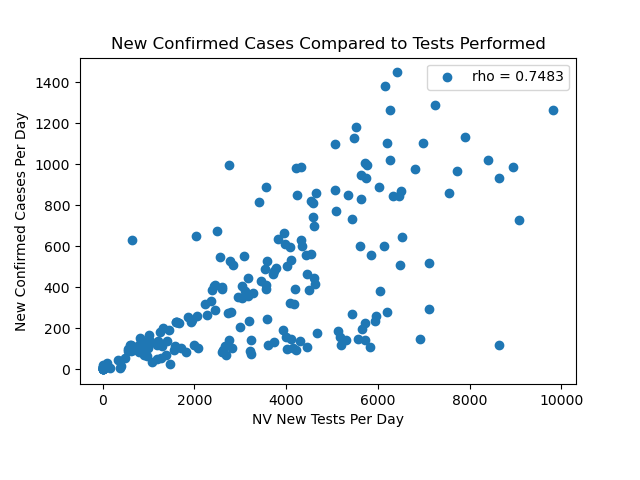 New Confirmed Cases Compared to Tests Performed
rho = 0.7483
1400
1200
1000
800
600
400
200
0
New Confirmed Caeses Per Day
0 2000 4000 6000 8000 10000
NV New Tests Per Day